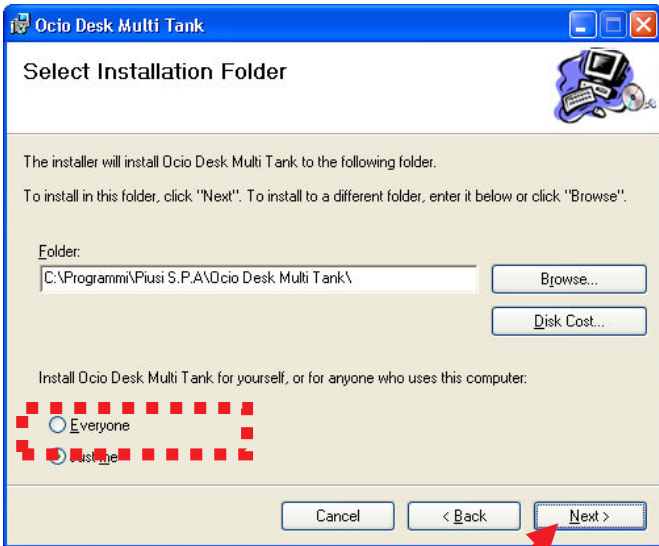 Ocio Desk Multi Tank
Select Installation Folder
The installer will install Ocio Desk Multi Tank to the following folder.
To install in this folder, click "Next". To install to a different folder, enter it below or click "Browse".
Folder:
C:\Programmi\Piusi S.P.A\Ocio Desk Multi Tank\
Browse...
Disk Cost...
Install Ocio Desk Multi Tank for yourself, or for anyone who uses this computer:
Everyone
Just me
Cancel
< Back
Next >